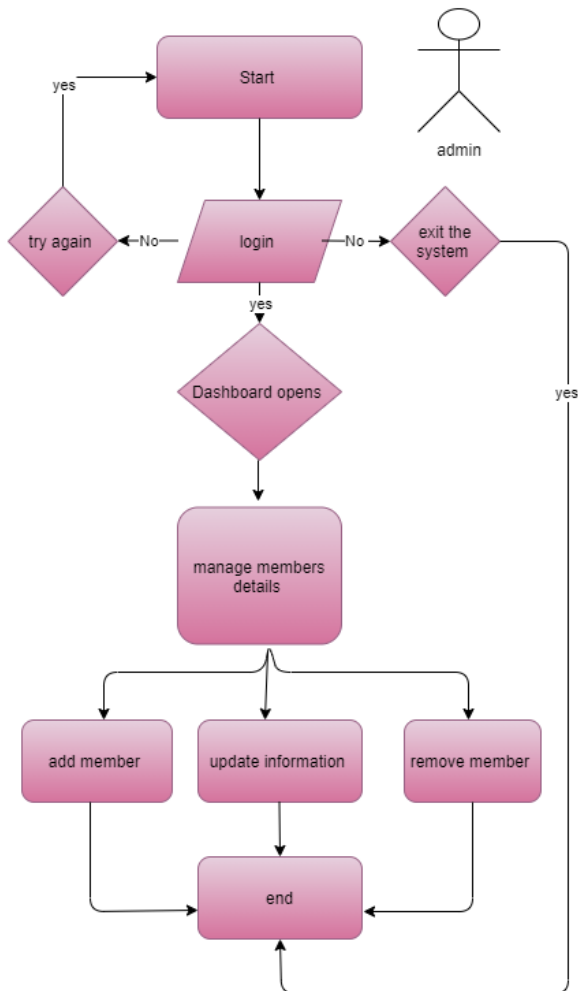 Start
admin
yes
try again
No
login
No
exit the
system
yes
Dashboard opens
yes
manage members
details
add member
update information
remove member
end